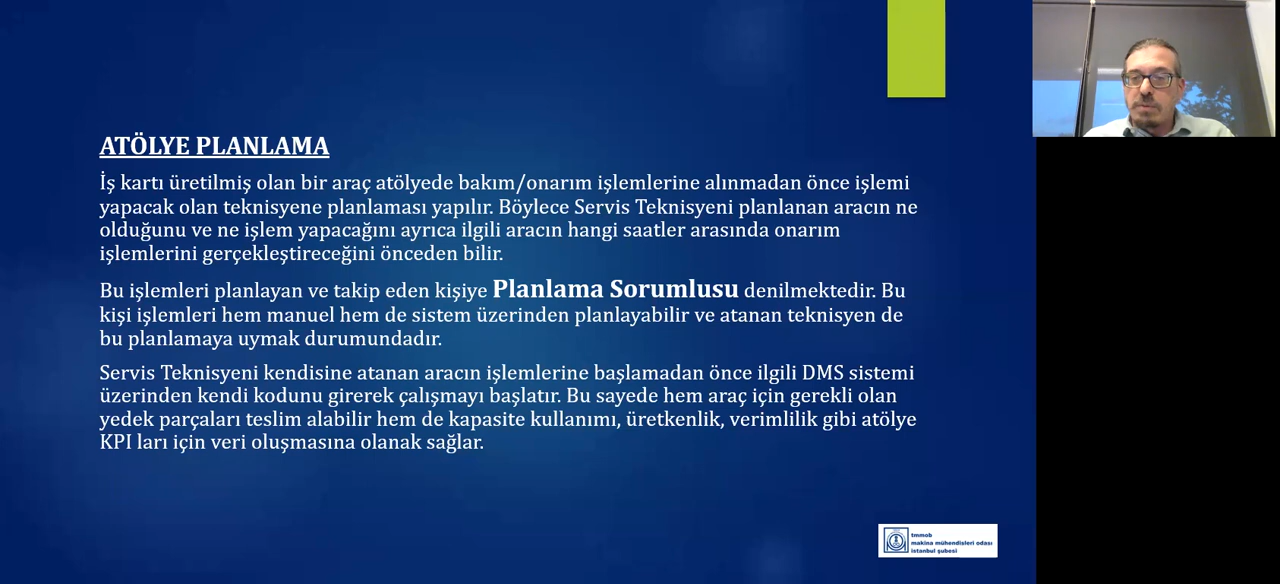 ATÖLYE PLANLAMA
İş kartı üretilmiş olan bir araç atölyede bakım/onarım işlemlerine alınmadan önce işlemi
yapacak olan teknisyene planlaması yapılır. Böylece Servis Teknisyeni planlanan aracın ne
olduğunu ve ne işlem yapacağını ayrıca ilgili aracın hangi saatler arasında onarım
işlemlerini gerçekleştireceğini önceden bilir.
Bu işlemleri planlayan ve takip eden kişiye Planlama Sorumlusu denilmektedir. Bu
kişi işlemleri hem manuel hem de sistem üzerinden planlayabilir ve atanan teknisyen de
bu planlamaya uymak durumundadır.
Servis Teknisyeni kendisine atanan aracın işlemlerine başlamadan önce ilgili DMS sistemi
üzerinden kendi kodunu girerek çalışmayı başlatır. Bu sayede hem araç için gerekli olan
yedek parçaları teslim alabilir hem de kapasite kullanımı, üretkenlik, verimlilik gibi atölye
KPI ları için veri oluşmasına olanak sağlar.
tmmob
makina mühendisleri odası
istanbul şubesi